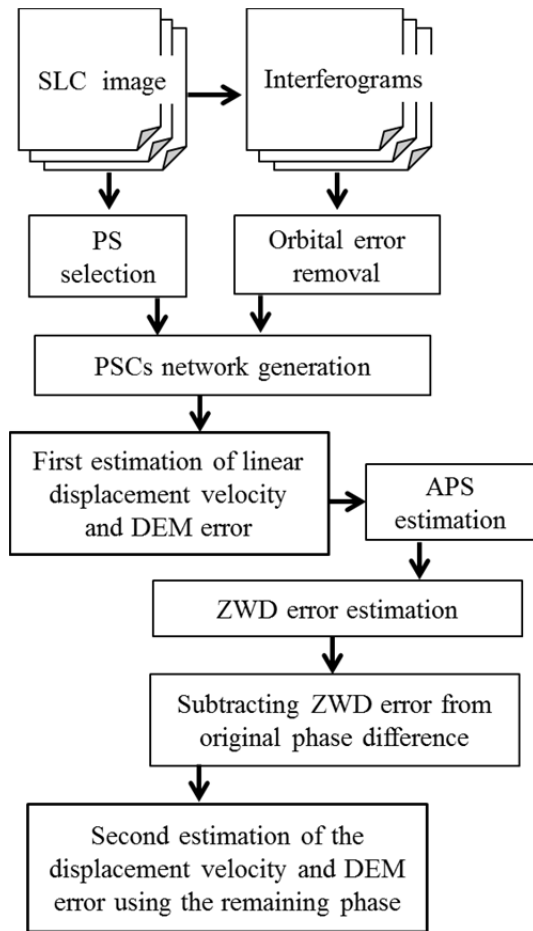 SLC image
Interferograms
PS
selection
Orbital error
removal
PSCs network generation
First estimation of linear
displacement velocity
and DEM error
APS
estimation
ZWD error estimation
Subtracting ZWD error from
original phase difference
Second estimation of the
displacement velocity and DEM
error using the remaining phase